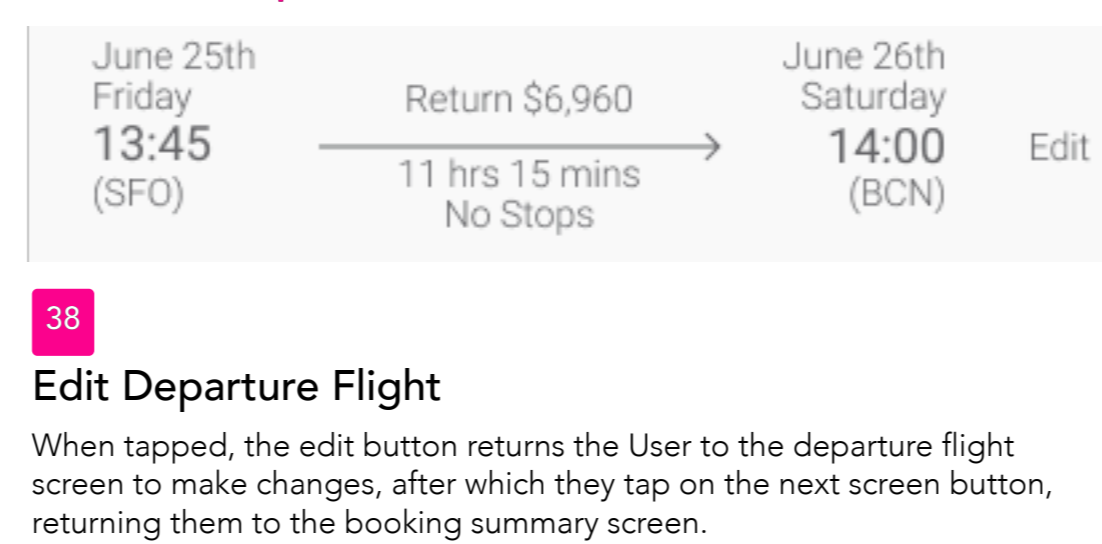 June 25th
Friday
13:45
(SFO)
Return $6,960
11 hrs 15 mins
No Stops
June 26th
Saturday
14:00
(BCN)
Edit
38
Edit Departure Flight
When tapped, the edit button returns the User to the departure flight
screen to make changes, after which they tap on the next screen button,
returning them to the booking summary screen.